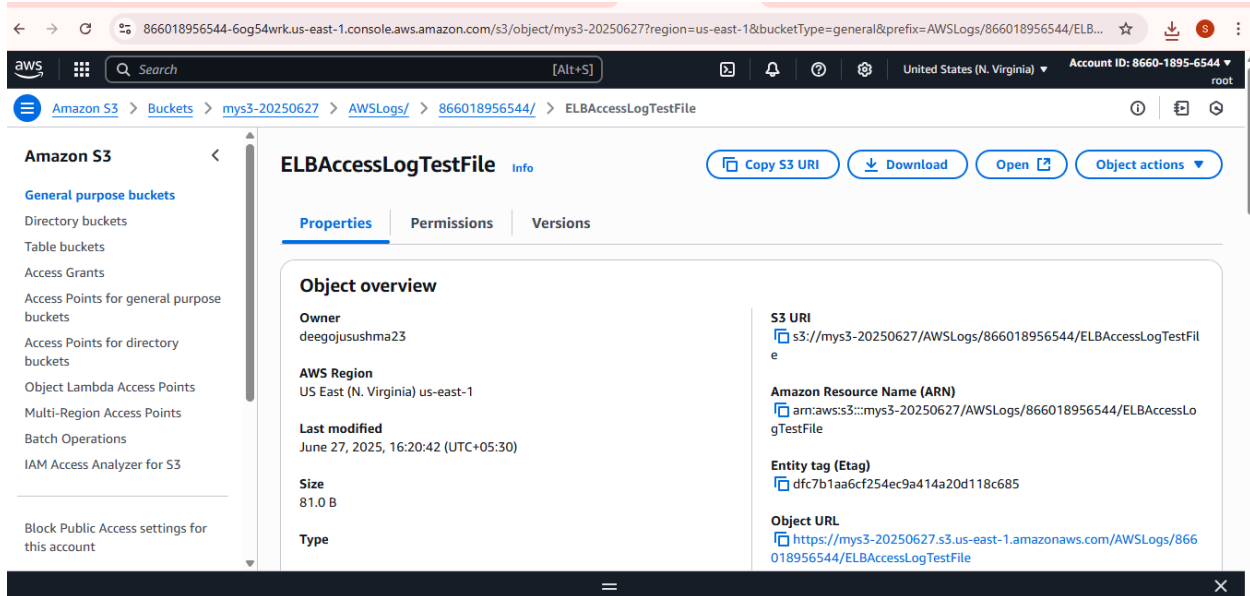 866018956544-6og54wrk.us-east-1.console.aws.amazon.com/s3/object/mys3-20250627?region=us-east-1&bucketType=general&prefix=AWSLogs/866018956544/ELB...
S
aws
Search [Alt+S]
United States (N. Virginia)
Account ID: 8660-1895-6544
root
Amazon S3 > Buckets > mys3-20250627 > AWSLogs/ > 866018956544/ > ELBAccessLogTestFile
Amazon S3
General purpose buckets
Directory buckets
Table buckets
Access Grants
Access Points for general purpose
buckets
Access Points for directory
buckets
Object Lambda Access Points
Multi-Region Access Points
Batch Operations
IAM Access Analyzer for S3
Block Public Access settings for
this account
ELBAccessLogTestFile Info
Copy S3 URI
Download
Open
Object actions
Properties
Permissions
Versions
Object overview
Owner
deegojusushma23
AWS Region
US East (N. Virginia) us-east-1
Last modified
June 27, 2025, 16:20:42 (UTC+05:30)
Size
81.0 B
Type
S3 URI
s3://mys3-20250627/AWSLogs/866018956544/ELBAccessLogTestFil
e
Amazon Resource Name (ARN)
arn:aws:s3:::mys3-20250627/AWSLogs/866018956544/ELBAccessLo
gTestFile
Entity tag (Etag)
dfc7b1aa6cf254ec9a414a20d118c685
Object URL
https://mys3-20250627.s3.us-east-1.amazonaws.com/AWSLogs/866
018956544/ELBAccessLogTestFile